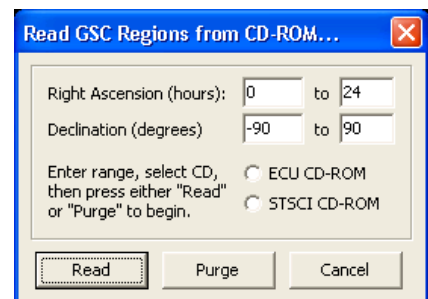 Read GSC Regions from CD-ROM...
Right Ascension (hours): 0 to 24
Declination (degrees) -90 to 90
Enter range, select CD,
then press either "Read"
or "Purge" to begin.
ECU CD-ROM
STSCI CD-ROM
Read Purge Cancel